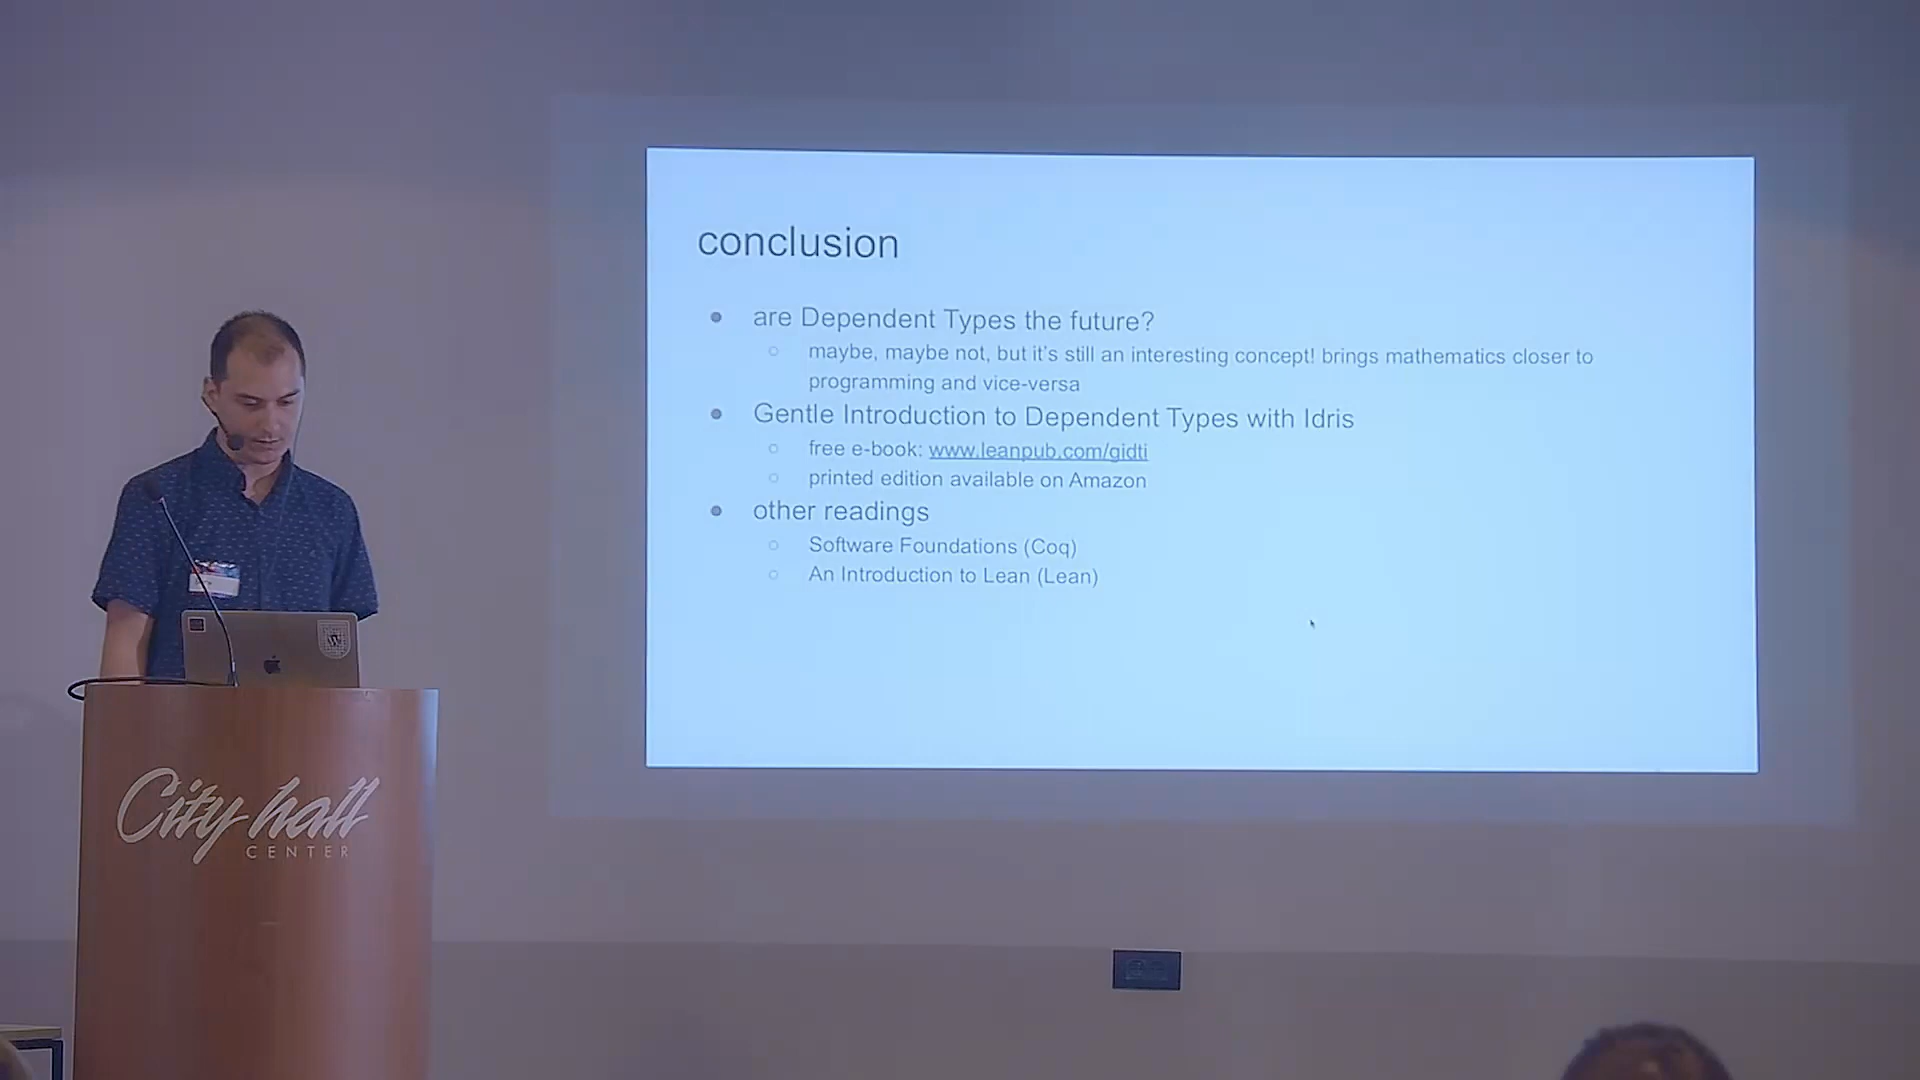 conclusion
are Dependent Types the future?
maybe, maybe not, but it's still an interesting concept! brings mathematics closer to
programming and vice-versa
Gentle Introduction to Dependent Types with Idris
free e-book: www.leanpub.com/gidti
printed edition available on Amazon
other readings
Software Foundations (Coq)
An Introduction to Lean (Lean)
City hall
CENTER